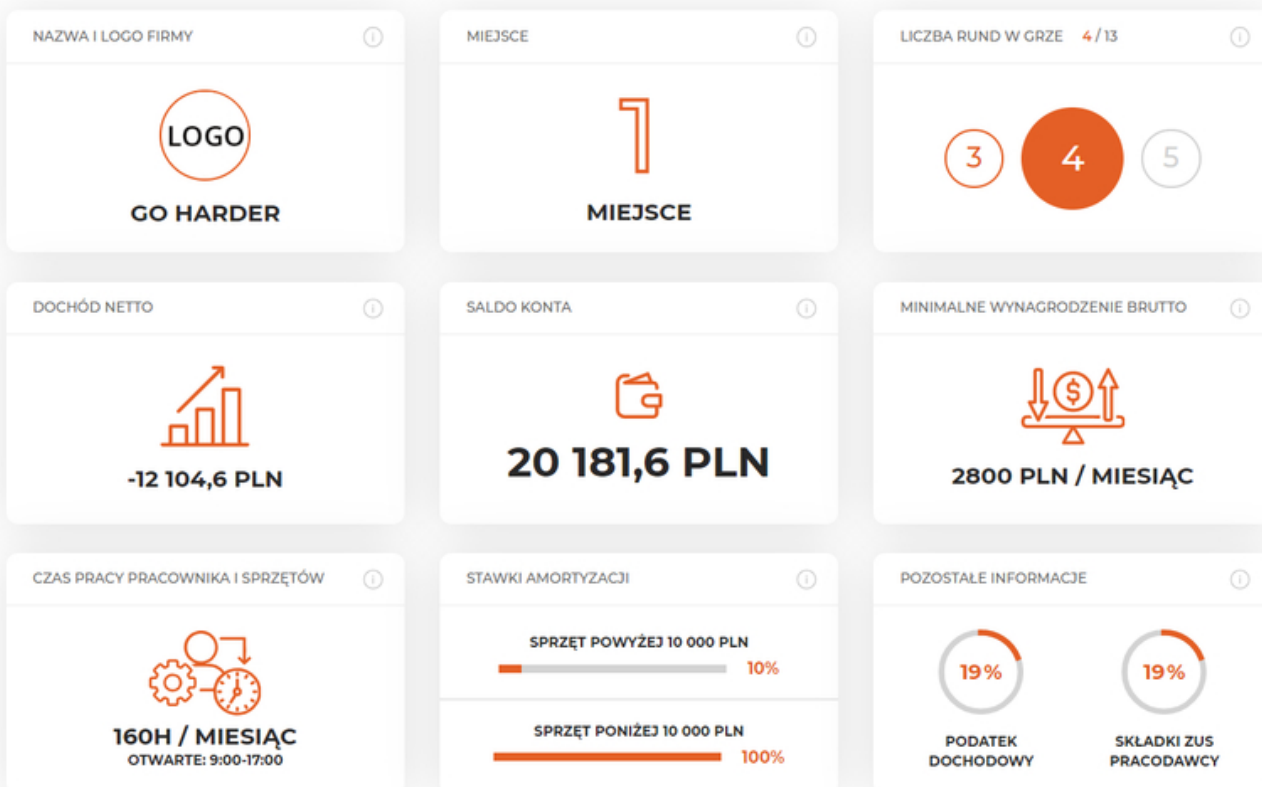 NAZWA I LOGO FIRMY
LOGO
GO HARDER
MIEJSCE
1
MIEJSCE
LICZBA RUND W GRZE 4 / 13
3 4 5
DOCHÓD NETTO
-12 104,6 PLN
SALDO KONTA
20 181,6 PLN
MINIMALNE WYNAGRODZENIE BRUTTO
$
2800 PLN / MIESIĄC
CZAS PRACY PRACOWNIKA I SPRZĘTÓW
160H / MIESIĄC
OTWARTE: 9:00-17:00
STAWKI AMORTYZACJI
SPRZĘT POWYŻEJ 10 000 PLN
10%
SPRZĘT PONIŻEJ 10 000 PLN
100%
POZOSTAŁE INFORMACJE
19%
PODATEK
DOCHODOWY
19%
SKŁADKI ZUS
PRACODAWCY